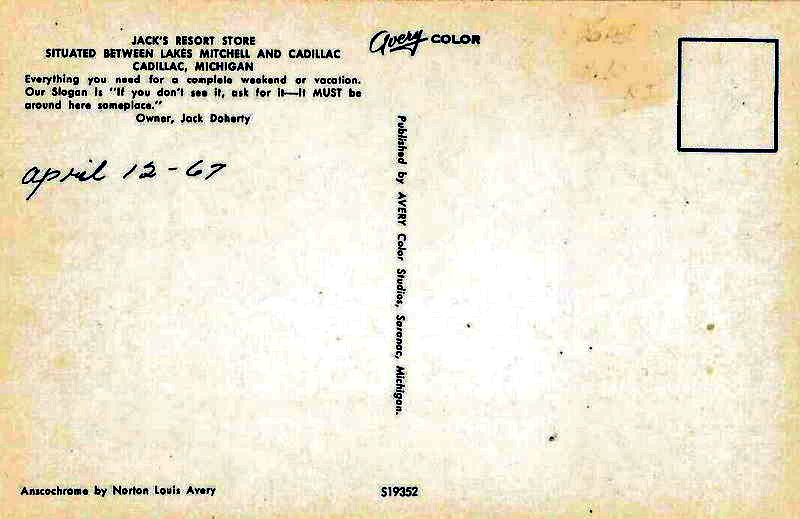 JACK'S RESORT STORE
SITUATED BETWEEN LAKES MITCHELL AND CADILLAC
CADILLAC, MICHIGAN
Everything you need for a complete weekend or vacation.
Our Slogan is "If you don't see it, ask for it—it MUST be
around here someplace."
Owner, Jack Doherty
april 12-67
Avery COLOR
Published by AVERY Color Studios, Saranac, Michigan.
Anscochrome by Norton Louis Avery
S19352